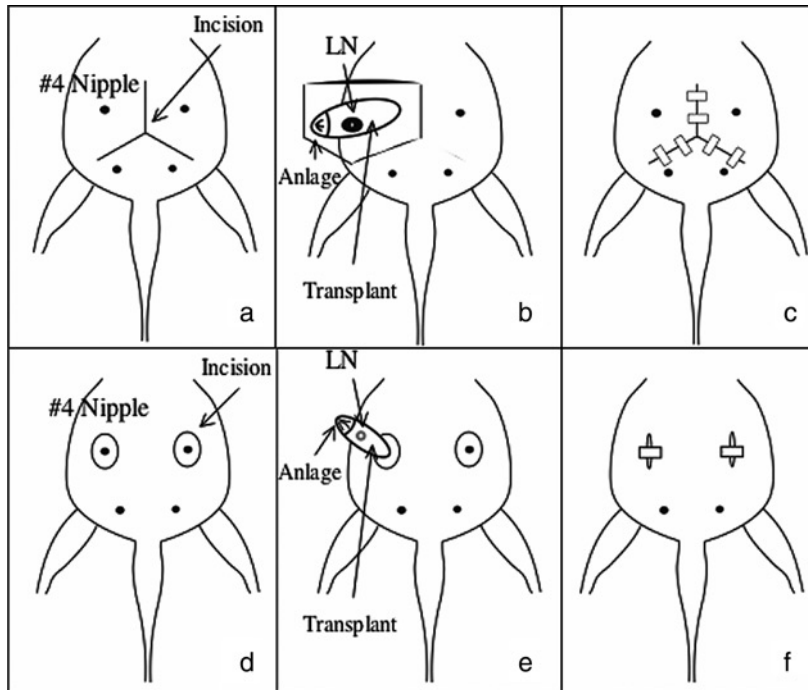 Incision
#4 Nipple
a
LN
Anlage
Transplant
b
c
Incision
#4 Nipple
d
LN
Anlage
Transplant
e
f